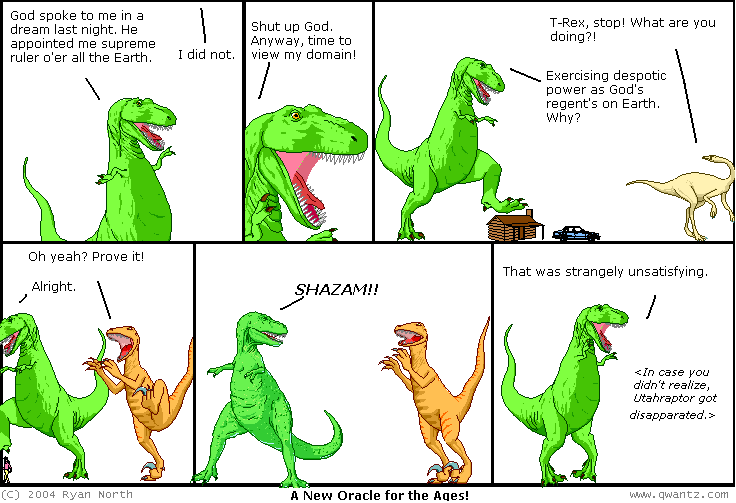 God spoke to me in a
dream last night. He
appointed me supreme
ruler o'er all the Earth.
I did not.
Shut up God.
Anyway, time to
view my domain!
T-Rex, stop! What are you
doing?!
Exercising despotic
power as God's
regent's on Earth.
Why?
Oh yeah? Prove it!
Alright.
SHAZAM!!
That was strangely unsatisfying.
<In case you
didn't realize,
Utahraptor got
disapparated.>
(C) 2004 Ryan North
A New Oracle for the Ages!
www.qwantz.com